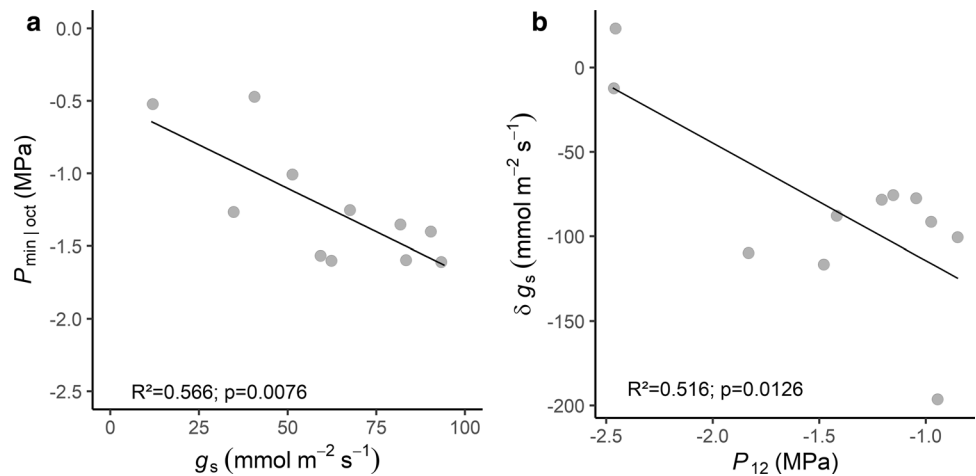 a
0.0
-0.5
-1.0
-1.5
-2.0
-2.5
P min | oct (MPa)
R²=0.566; p=0.0076
0 25 50 75 100
g s (mmol m−2 s−1)
b
0
-50
-100
-150
-200
δ g s (mmol m−2 s−1)
R²=0.516; p=0.0126
-2.5 -2.0 -1.5 -1.0
P 12 (MPa)